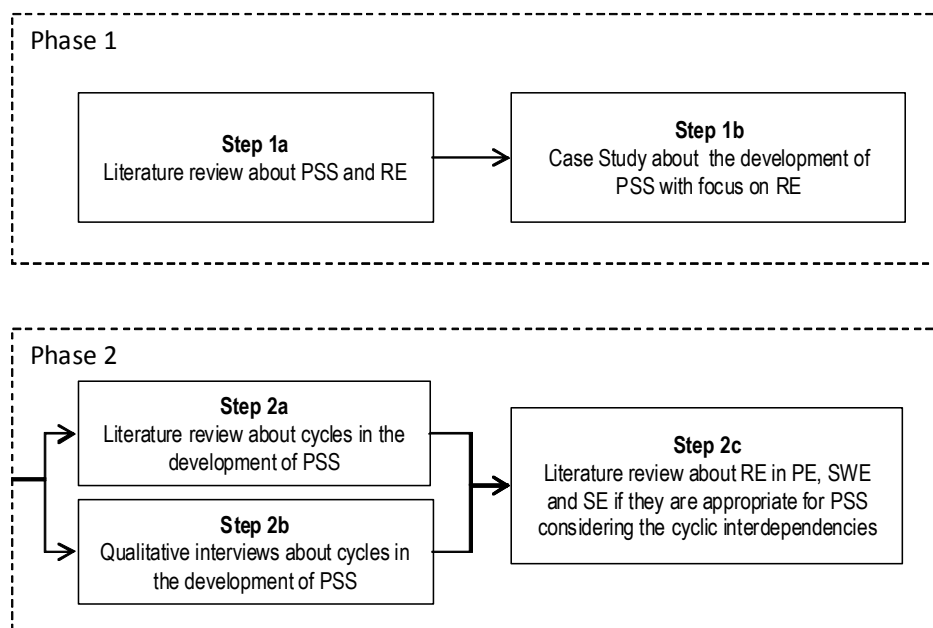 Phase 1
Step 1a
Literature review about PSS and RE
Step 1b
Case Study about the development of
PSS with focus on RE
Phase 2
Step 2a
Literature review about cycles in the
development of PSS
Step 2b
Qualitative interviews about cycles in
the development of PSS
Step 2c
Literature review about RE in PE, SWE
and SE if they are appropriate for PSS
considering the cyclic interdependencies